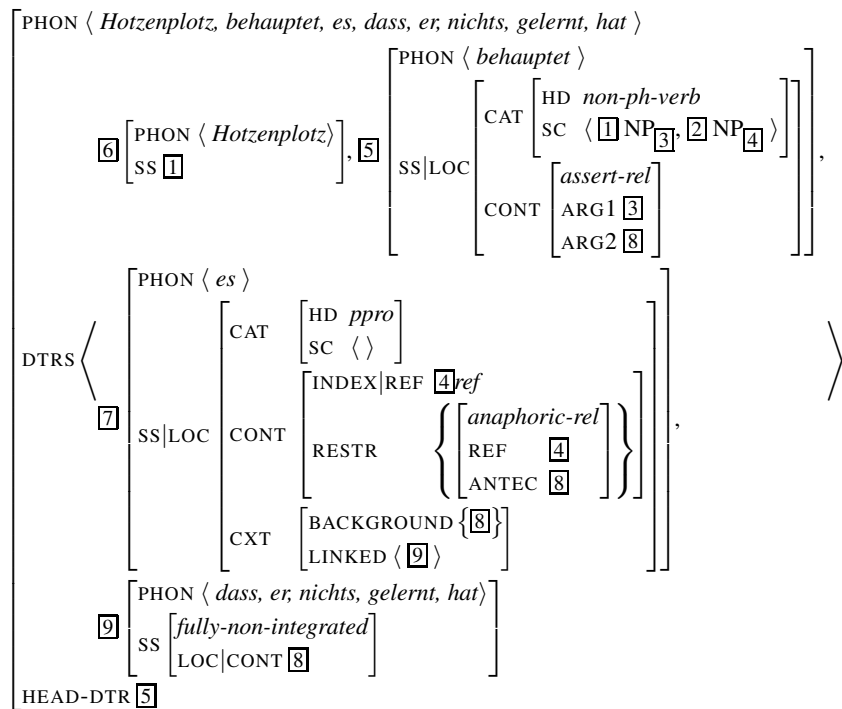 PHON ⟨ Hotzenplotz, behauptet, es, dass, er, nichts, gelernt, hat ⟩
PHON ⟨ behauptet ⟩
HD non-ph-verb
CAT
SC ⟨ 1 NP3, 2 NP4 ⟩
6 PHON ⟨ Hotzenplotz⟩ , 5
SS 1
SS|LOC ,
assert-rel
CONT ARG1 3
ARG2 8
PHON ⟨ es ⟩
HD ppro
CAT
SC ⟨ ⟩
DTRS
INDEX|REF 4ref
anaphoric-rel
7 SS|LOC CONT RESTR { REF 4 } ,
ANTEC 8
BACKGROUND {8}
CXT
LINKED ⟨ 9 ⟩
PHON ⟨ dass, er, nichts, gelernt, hat⟩
9 fully-non-integrated
SS
LOC|CONT 8
HEAD-DTR 5